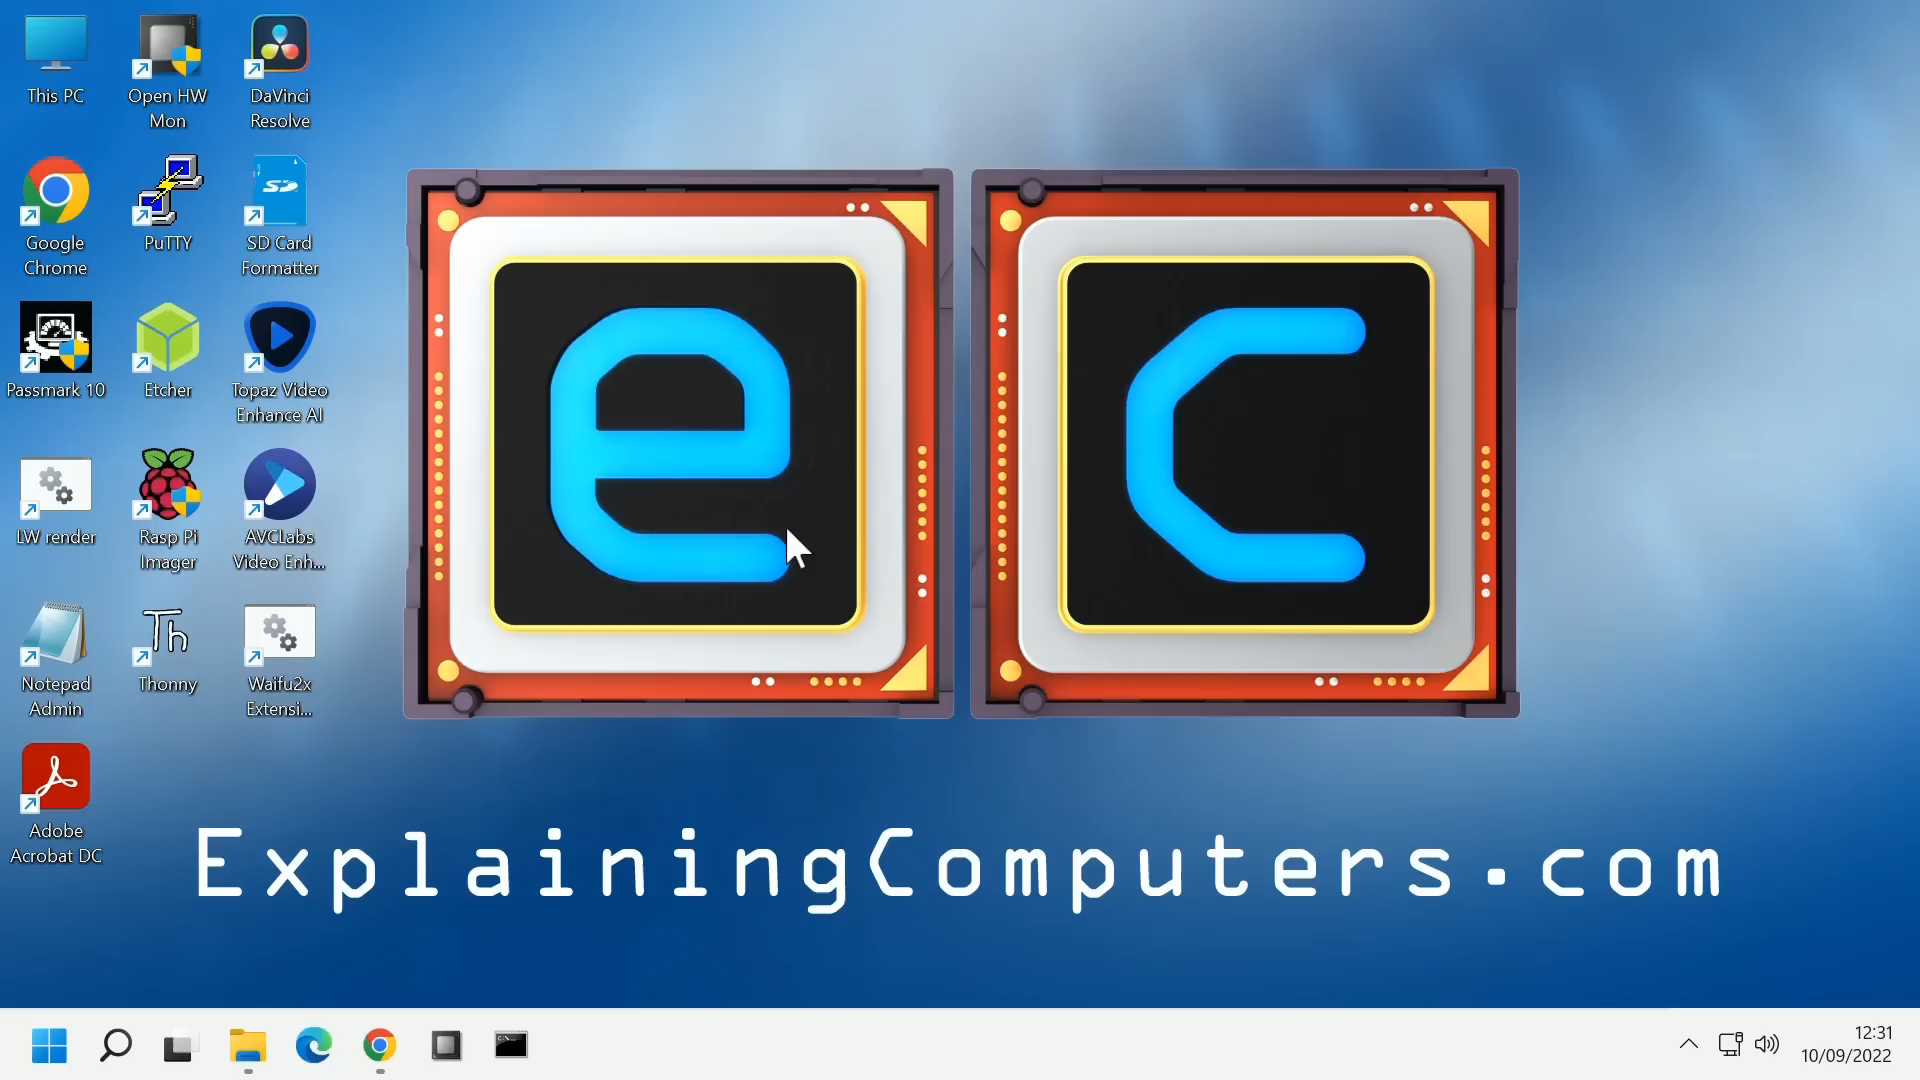 This PC
Open HW
Mon
DaVinci
Resolve
Google
Chrome
PuTTY
SD
SD Card
Formatter
Passmark 10
Etcher
Topaz Video
Enhance AI
LW render
Rasp Pi
Imager
AVCLabs
Video Enh...
Notepad
Admin
Th
Thonny
Waifu2x
Extensi...
Adobe
Acrobat DC
e c
ExplainingComputers.com
12:31
10/09/2022